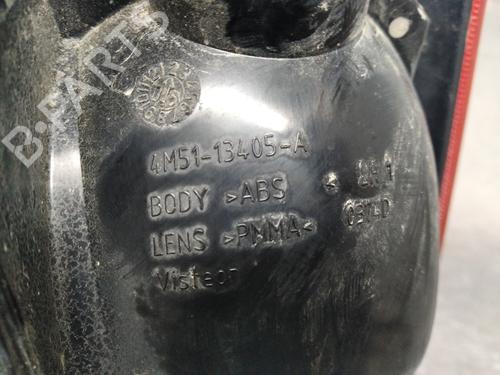 4M51-13405-A
BODY >ABS <
LENS >PMMA<
Visteon
B-PARTS